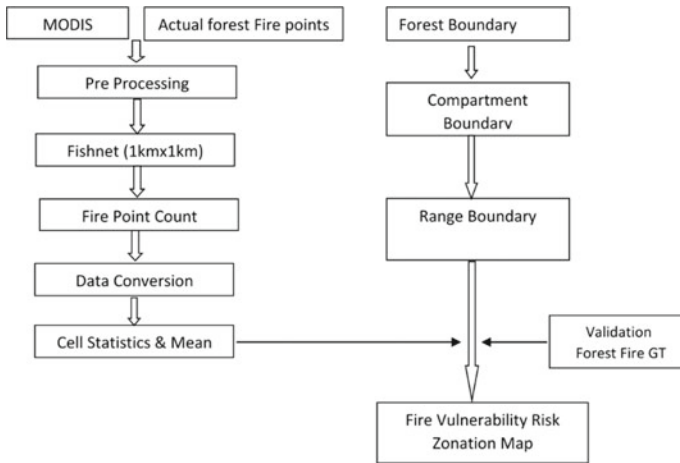 MODIS
Actual forest Fire points
Pre Processing
Fishnet (1kmx1km)
Fire Point Count
Data Conversion
Cell Statistics & Mean
Forest Boundary
Compartment
Boundary
Range Boundary
Validation
Forest Fire GT
Fire Vulnerability Risk
Zonation Map